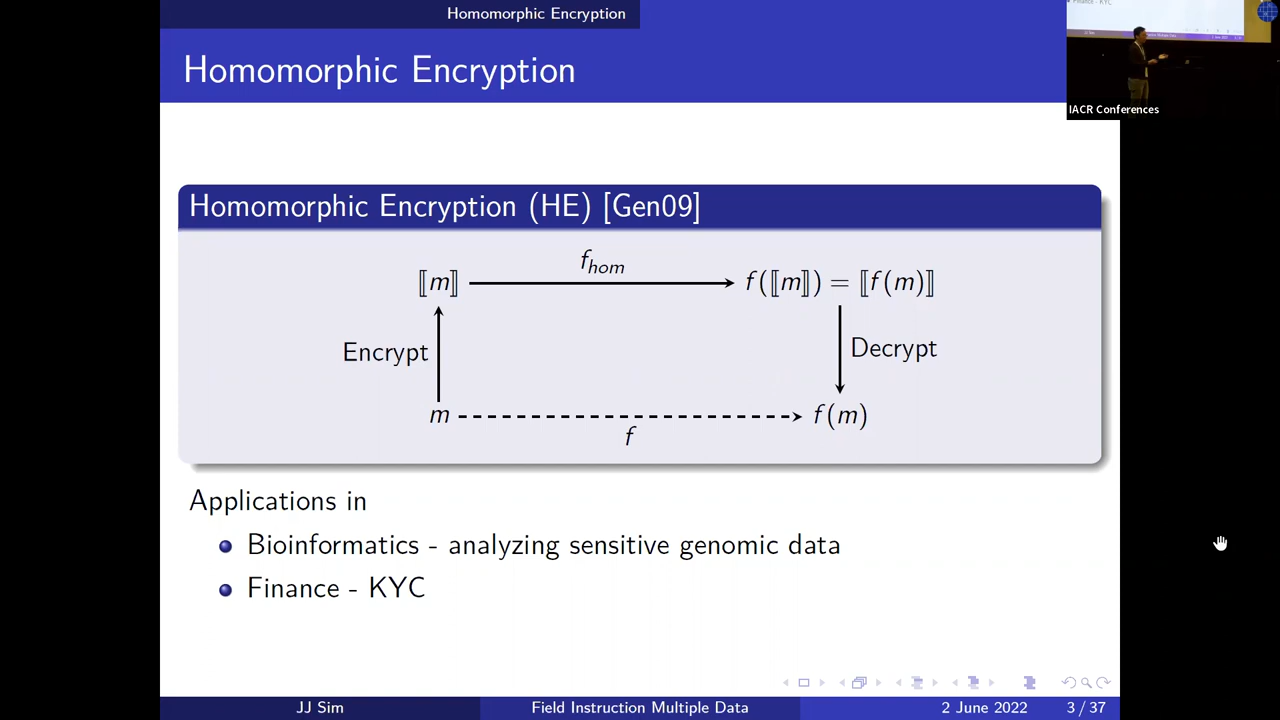 Homomorphic Encryption
Homomorphic Encryption
IACR Conferences
Homomorphic Encryption (HE) [Gen09]
⟦m⟧ f_hom f(⟦m⟧) = ⟦f(m)⟧
Encrypt Decrypt
m f f(m)
Applications in
Bioinformatics - analyzing sensitive genomic data
Finance - KYC
JJ Sim Field Instruction Multiple Data 2 June 2022 3 / 37